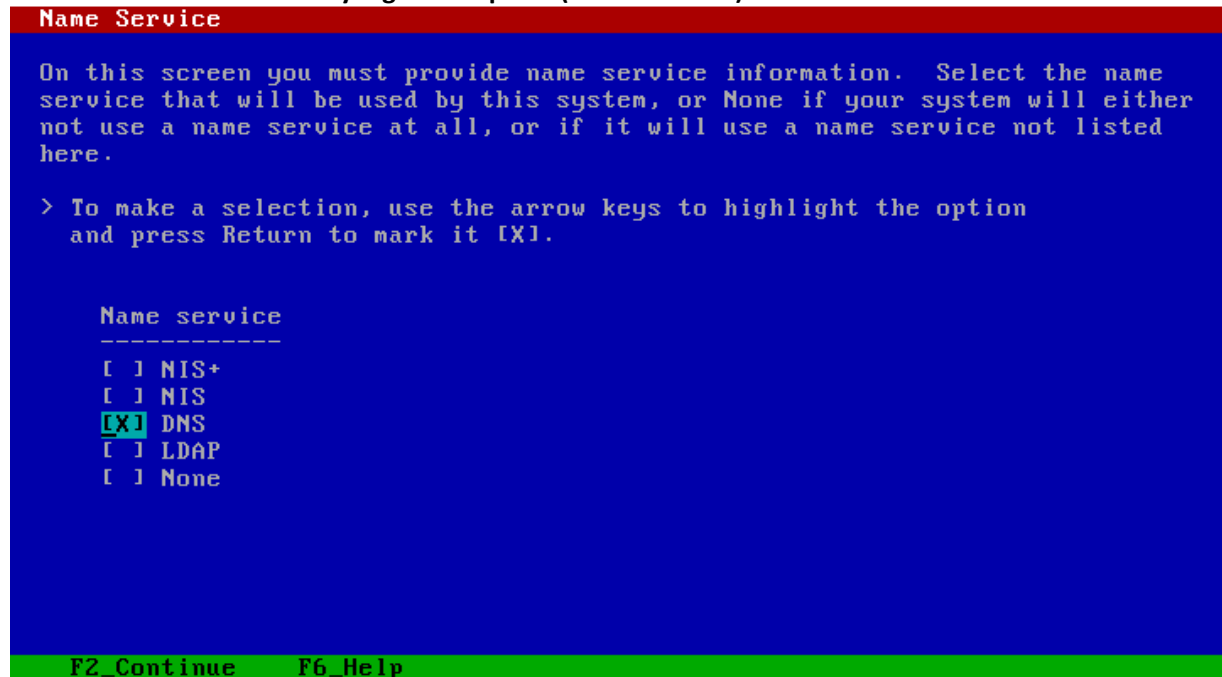 Name Service
On this screen you must provide name service information.  Select the name
service that will be used by this system, or None if your system will either
not use a name service at all, or if it will use a name service not listed
here.
> To make a selection, use the arrow keys to highlight the option
and press Return to mark it [X].
Name service
------------
[ ] NIS+
[ ] NIS
[X] DNS
[ ] LDAP
[ ] None
F2_Continue    F6_Help